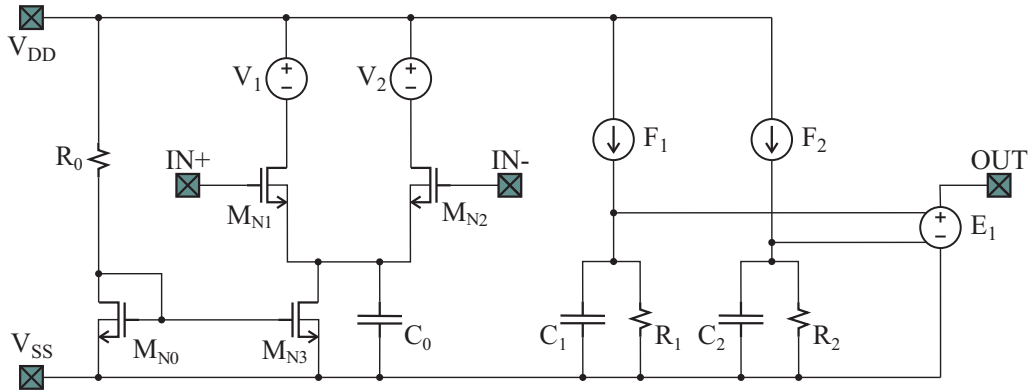 V_DD
V_1
V_2
R_0
IN+
IN-
F_1
F_2
OUT
M_N1
M_N2
E_1
V_SS
M_N0
M_N3
C_0
C_1
R_1
C_2
R_2